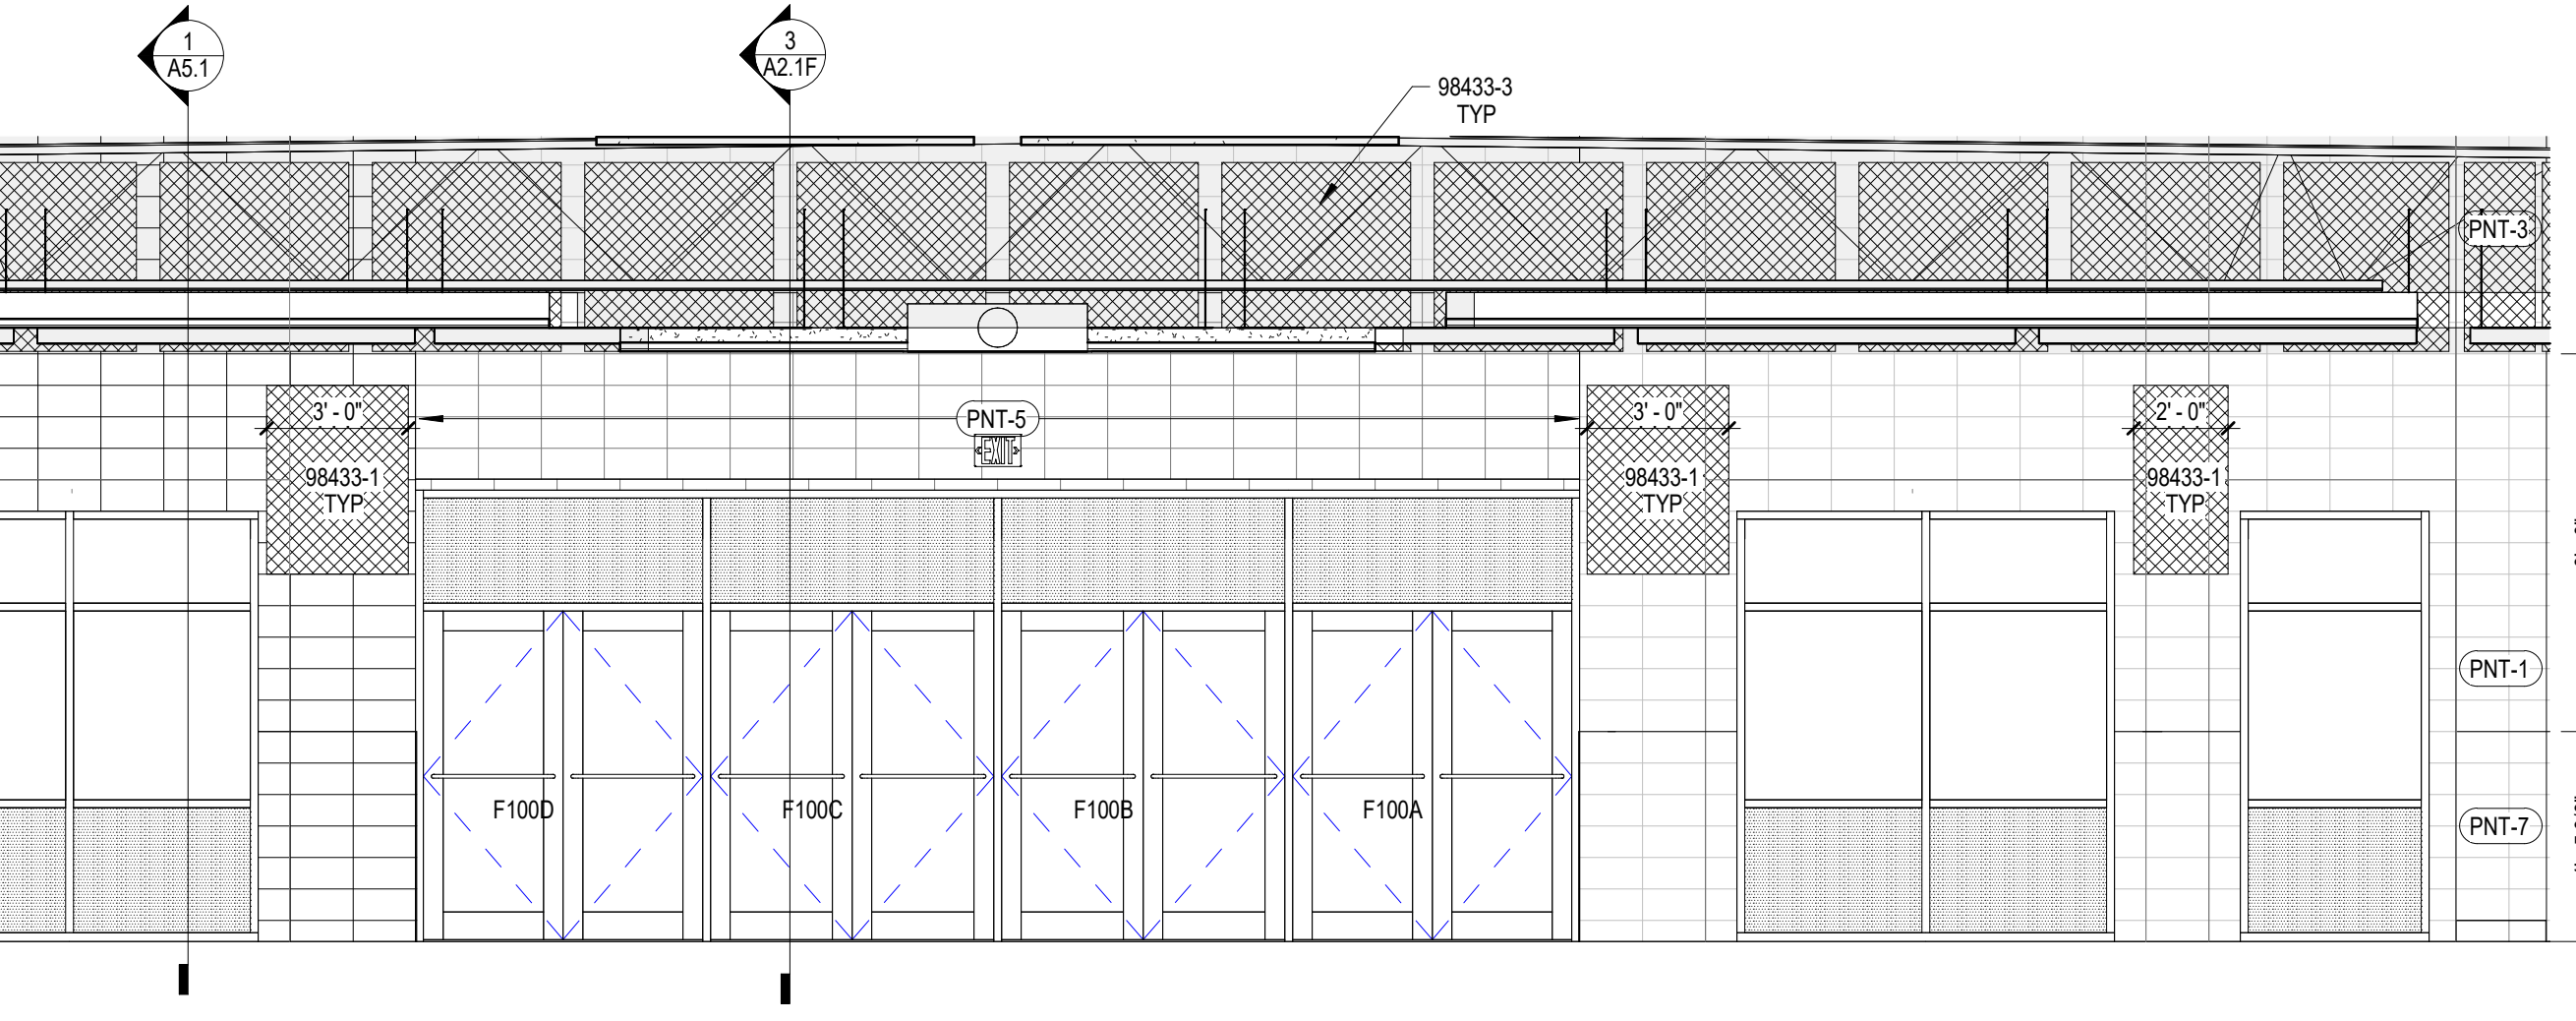 1
A5.1
3
A2.1F
98433-3
TYP
PNT-3
3' - 0"
98433-1
TYP
PNT-5
EXIT
3' - 0"
98433-1
TYP
2' - 0"
98433-1
TYP
PNT-1
F100D
F100C
F100B
F100A
PNT-7